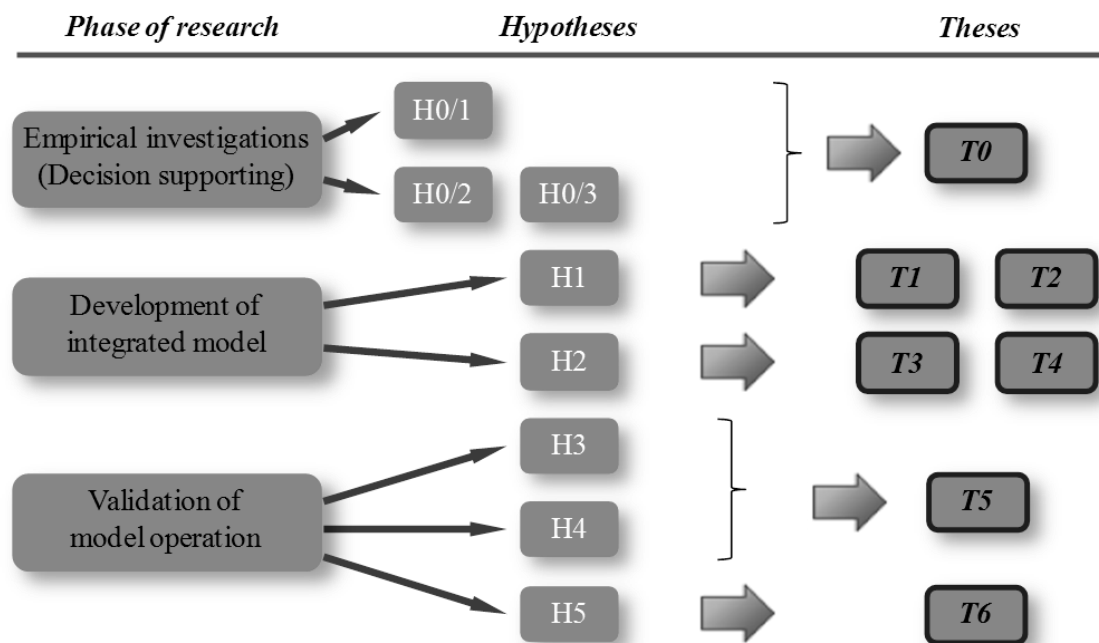 Phase of research
Hypotheses
Theses
Empirical investigations
(Decision supporting)
H0/1
H0/2
H0/3
T0
Development of
integrated model
H1
T1
T2
H2
T3
T4
Validation of
model operation
H3
H4
T5
H5
T6